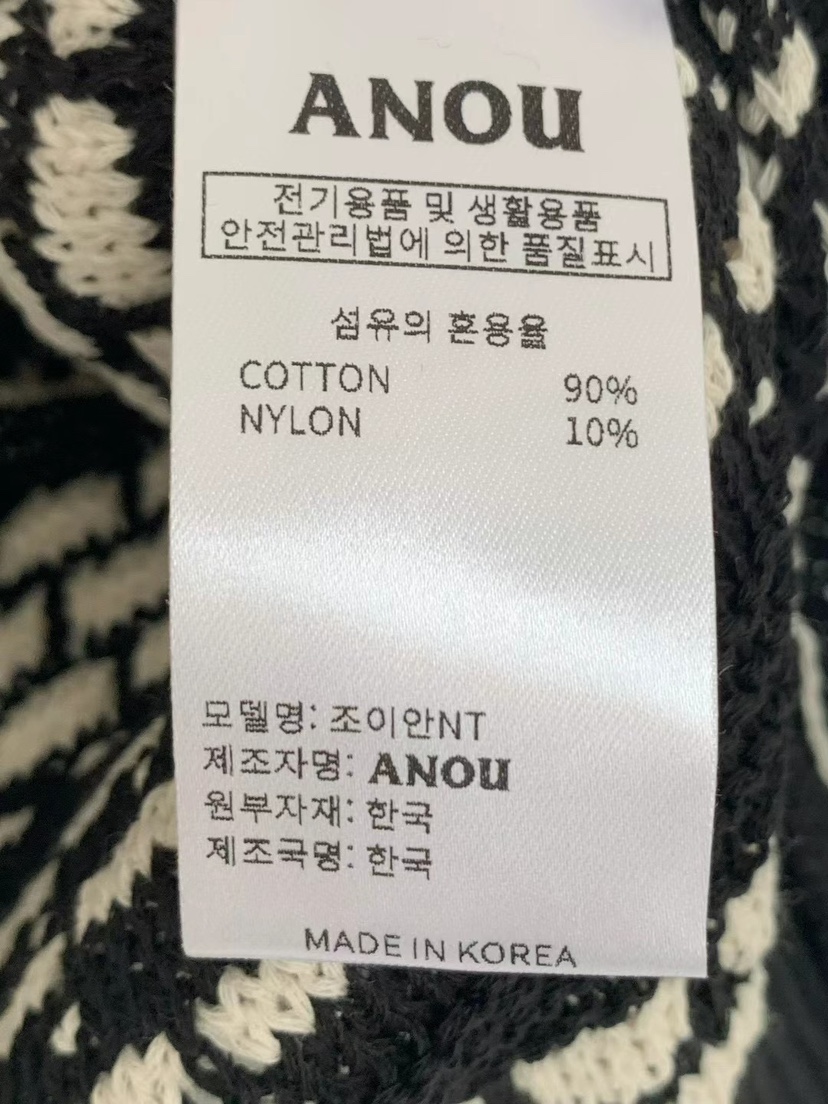 ANOU
전기용품 및 생활용품
안전관리법에 의한 품질표시
섬유의 혼용율
COTTON 90%
NYLON 10%
모델명: 조이안NT
제조자명: ANOU
원부자재: 한국
제조국명: 한국
MADE IN KOREA